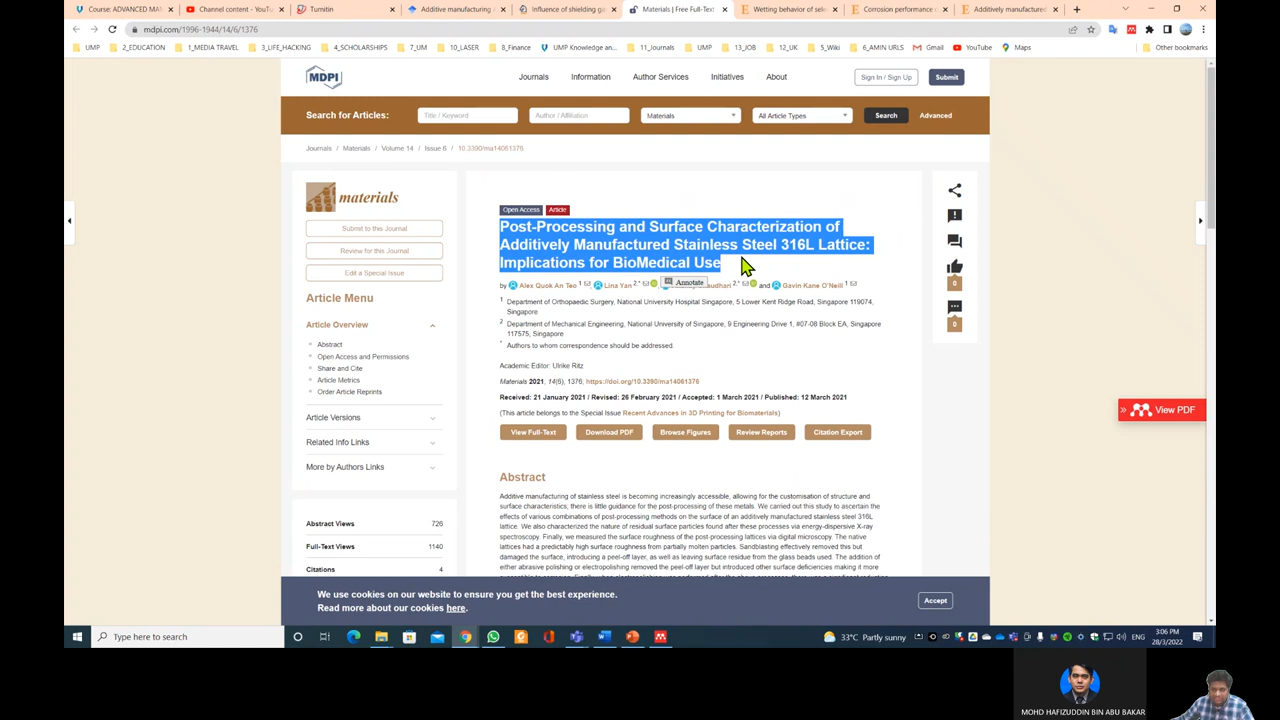 Course: ADVANCED MAN
Channel content - YouTu
Turnitin
Additive manufacturing
Influence of shielding ga
Materials | Free Full-Text
Wetting behavior of sele
Corrosion performance
Additively manufactured
mdpi.com/1996-1944/14/6/1376
UMP
2_EDUCATION
1_MEDIA TRAVEL
3_LIFE_HACKING
4_SCHOLARSHIPS
7_UM
10_LASER
8_Finance
UMP Knowledge an
11_Journals
UMP
13_JOB
12_UK
5_Wiki
6_AMIN URLS
Gmail
YouTube
Maps
Other bookmarks
MDPI
Journals
Information
Author Services
Initiatives
About
Sign In / Sign Up
Submit
Search for Articles:
Title / Keyword
Author / Affiliation
Materials
All Article Types
Search
Advanced
Journals / Materials / Volume 14 / Issue 6 / 10.3390/ma14061376
materials
Submit to this Journal
Review for this Journal
Edit a Special Issue
Article Menu
Article Overview
Abstract
Open Access and Permissions
Share and Cite
Article Metrics
Order Article Reprints
Article Versions
Related Info Links
More by Authors Links
Abstract Views 726
Full-Text Views 1140
Citations 4
Open Access Article
Post-Processing and Surface Characterization of
Additively Manufactured Stainless Steel 316L Lattice:
Implications for BioMedical Use
Annotate
by Alex Quok An Teo 1 Lina Yan 2,* 2,* and Gavin Kane O'Neill 1
1 Department of Orthopaedic Surgery, National University Hospital Singapore, 5 Lower Kent Ridge Road, Singapore 119074,
Singapore
2 Department of Mechanical Engineering, National University of Singapore, 9 Engineering Drive 1, #07-08 Block EA, Singapore
117575, Singapore
* Authors to whom correspondence should be addressed.
Academic Editor: Ulrike Ritz
Materials 2021, 14(6), 1376; https://doi.org/10.3390/ma14061376
Received: 21 January 2021 / Revised: 26 February 2021 / Accepted: 1 March 2021 / Published: 12 March 2021
(This article belongs to the Special Issue Recent Advances in 3D Printing for Biomaterials)
View Full-Text
Download PDF
Browse Figures
Review Reports
Citation Export
Abstract
Additive manufacturing of stainless steel is becoming increasingly accessible, allowing for the customisation of structure and
surface characteristics, there is little guidance for the post-processing of these metals. We carried out this study to ascertain the
effects of various combinations of post-processing methods on the surface of an additively manufactured stainless steel 316L
lattice. We also characterized the nature of residual surface particles found after these processes via energy-dispersive X-ray
spectroscopy. Finally, we measured the surface roughness of the post-processing lattices via digital microscopy. The native
lattices had a predictably high surface roughness from partially molten particles. Sandblasting effectively removed this but
damaged the surface, introducing a peel-off layer, as well as leaving surface residue from the glass beads used. The addition of
either abrasive polishing or electropolishing removed the peel-off layer but introduced other surface deficiencies making it more
0
0
View PDF
We use cookies on our website to ensure you get the best experience.
Read more about our cookies here.
Accept
Type here to search
33°C Partly sunny
ENG
3:06 PM
28/3/2022
MOHD HAFIZUDDIN BIN ABU BAKAR